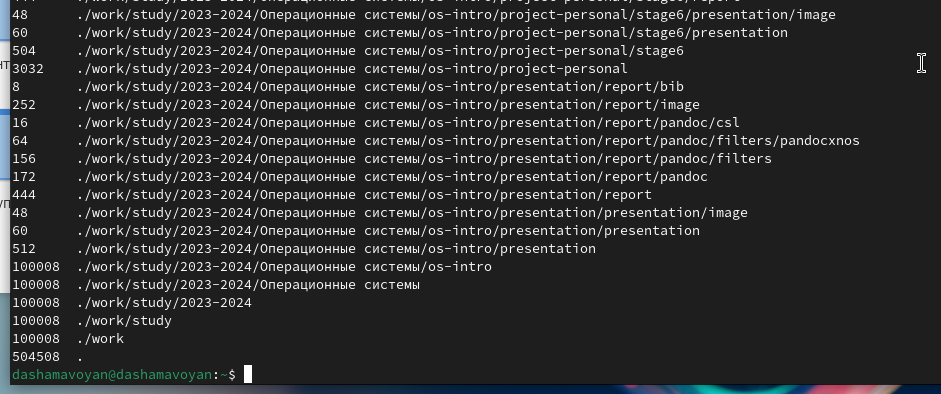 48 ./work/study/2023-2024/Операционные системы/os-intro/project-personal/stage6/presentation/image
60 ./work/study/2023-2024/Операционные системы/os-intro/project-personal/stage6/presentation
504 ./work/study/2023-2024/Операционные системы/os-intro/project-personal/stage6
3032 ./work/study/2023-2024/Операционные системы/os-intro/project-personal
8 ./work/study/2023-2024/Операционные системы/os-intro/presentation/report/bib
252 ./work/study/2023-2024/Операционные системы/os-intro/presentation/report/image
16 ./work/study/2023-2024/Операционные системы/os-intro/presentation/report/pandoc/csl
64 ./work/study/2023-2024/Операционные системы/os-intro/presentation/report/pandoc/filters/pandocxnos
156 ./work/study/2023-2024/Операционные системы/os-intro/presentation/report/pandoc/filters
172 ./work/study/2023-2024/Операционные системы/os-intro/presentation/report/pandoc
444 ./work/study/2023-2024/Операционные системы/os-intro/presentation/report
48 ./work/study/2023-2024/Операционные системы/os-intro/presentation/presentation/image
60 ./work/study/2023-2024/Операционные системы/os-intro/presentation/presentation
512 ./work/study/2023-2024/Операционные системы/os-intro/presentation
100008 ./work/study/2023-2024/Операционные системы/os-intro
100008 ./work/study/2023-2024/Операционные системы
100008 ./work/study/2023-2024
100008 ./work/study
100008 ./work
504508 .
dashamavoyan@dashamavoyan:~$